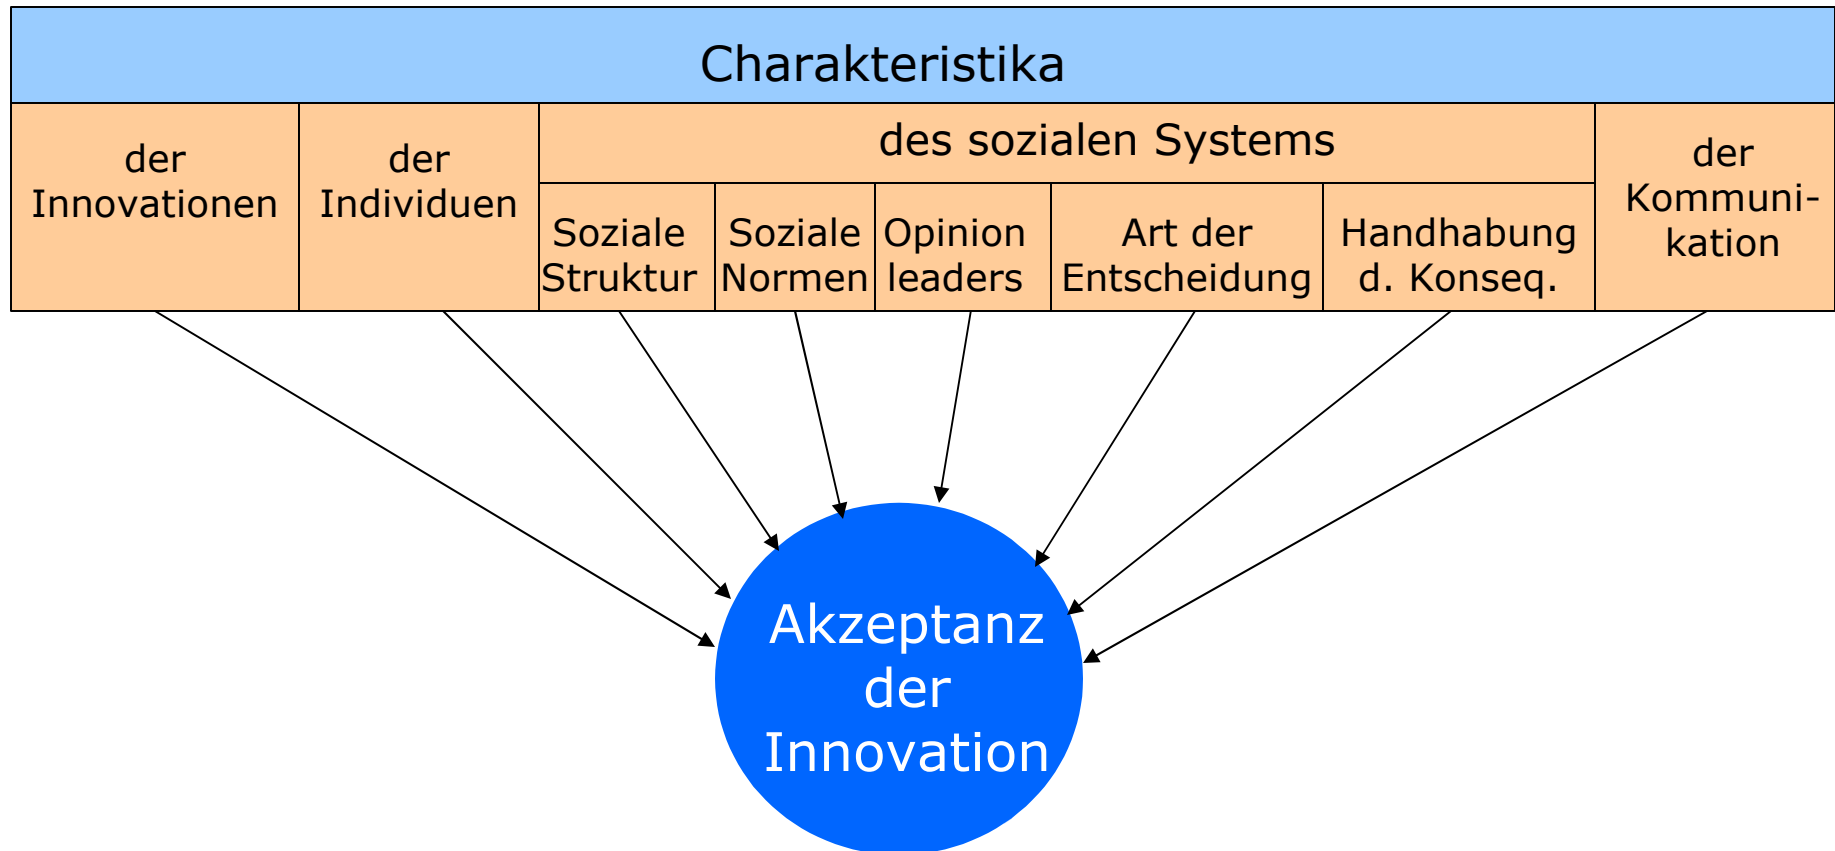 Charakteristika
der
Innovationen
der
Individuen
des sozialen Systems
Soziale
Struktur
Soziale
Normen
Opinion
leaders
Art der
Entscheidung
Handhabung
d. Konseq.
der
Kommuni-
kation
Akzeptanz
der
Innovation